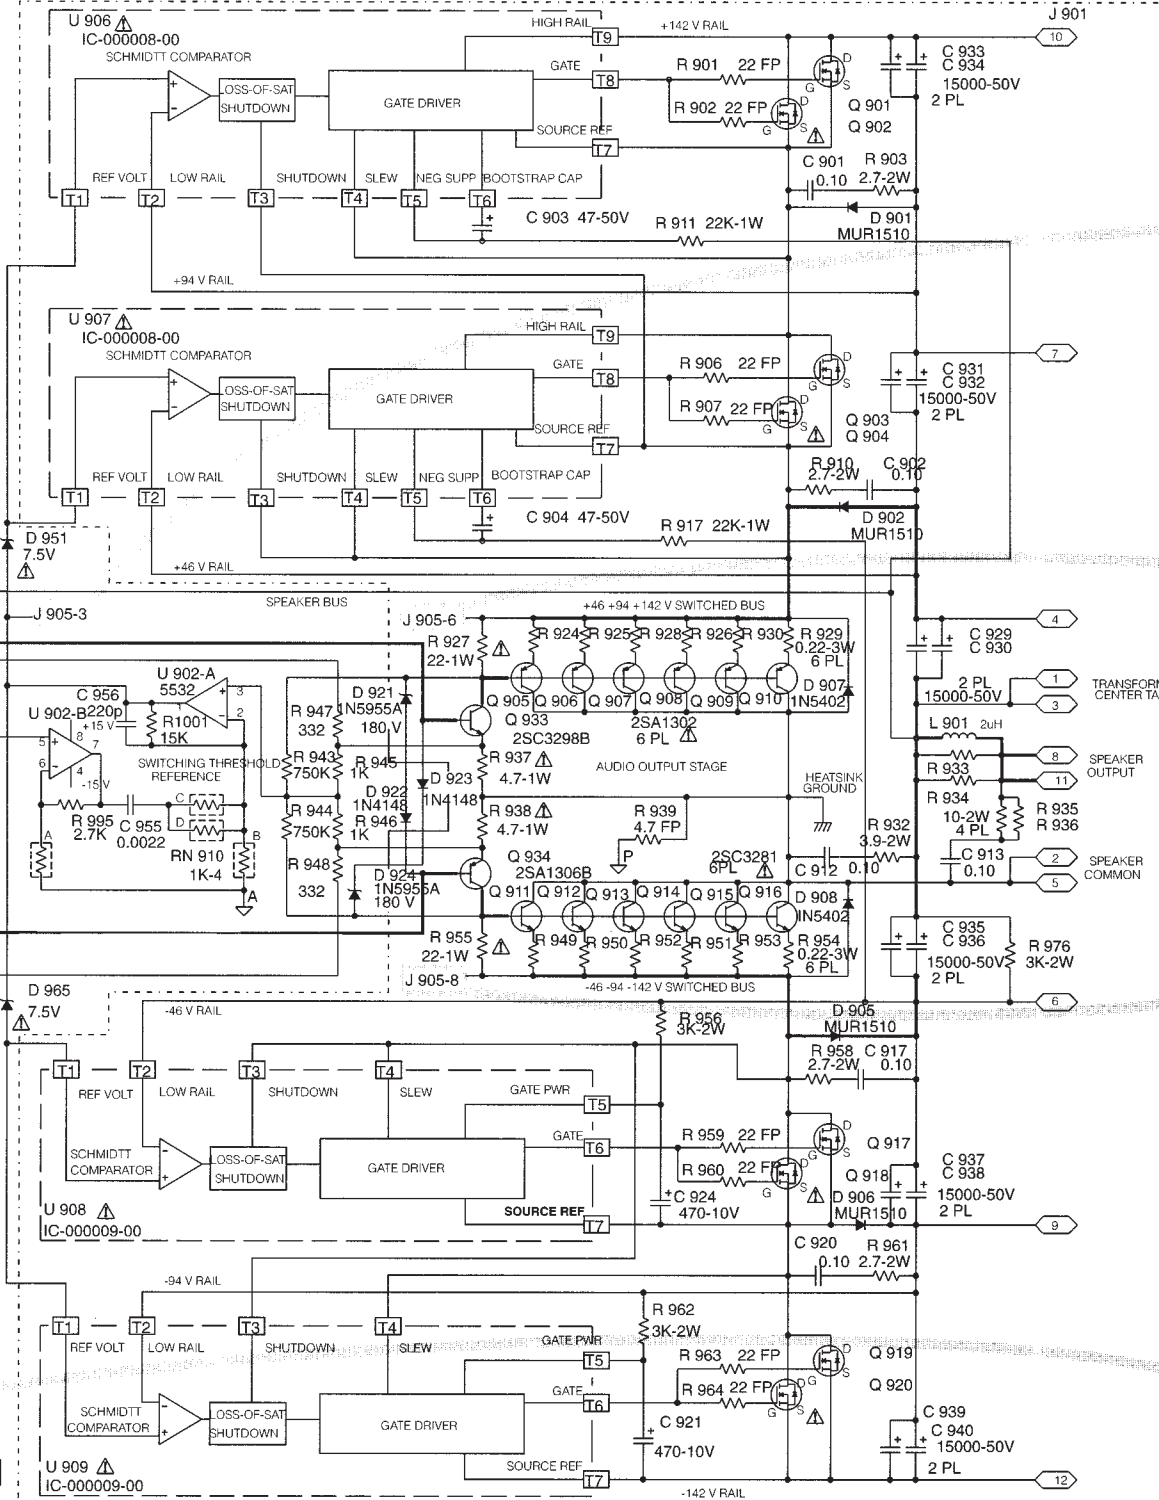 U 906
IC-000008-00
SCHMIDTT COMPARATOR
LOSS-OF-SAT
SHUTDOWN
GATE DRIVER
HIGH RAIL
T9
+142 V RAIL
J 901
10
GATE
T8
R 901 22 FP
R 902 22 FP
SOURCE REF
T7
D
G
S
D
G
S
Q 901
Q 902
C 933
C 934
15000-50V
2 PL
REF VOLT
LOW RAIL
SHUTDOWN
SLEW
NEG SUPP
BOOTSTRAP CAP
T1
T2
T3
T4
T5
T6
C 903 47-50V
C 901
0.10
R 903
2.7-2W
D 901
MUR1510
R 911 22K-1W
+94 V RAIL
U 907
IC-000008-00
SCHMIDTT COMPARATOR
LOSS-OF-SAT
SHUTDOWN
GATE DRIVER
HIGH RAIL
T9
GATE
T8
R 906 22 FP
R 907 22 FP
SOURCE REF
T7
D
G
S
D
G
S
Q 903
Q 904
7
C 931
C 932
15000-50V
2 PL
REF VOLT
LOW RAIL
SHUTDOWN
SLEW
NEG SUPP
BOOTSTRAP CAP
T1
T2
T3
T4
T5
T6
C 904 47-50V
R 910
2.7-2W
C 902
0.10
D 902
MUR1510
R 917 22K-1W
D 951
7.5V
+46 V RAIL
J 905-3
SPEAKER BUS
J 905-6
+46 +94 +142 V SWITCHED BUS
4
R 927
22-1W
R 924
R 925
R 928
R 926
R 930
R 929
0.22-3W
6 PL
C 929
C 930
2 PL
15000-50V
1
3
TRANSFORM
CENTER TA
U 902-A
5532
3
2
1
C 956
220p
U 902-B
+15 V
-15 V
5
6
7
4
R1001
15K
D 921
1N5955A
180 V
Q 905
Q 906
Q 907
Q 908
Q 909
Q 910
D 907
1N5402
Q 933
2SC3298B
2SA1302
6 PL
L 901 2uH
R 947
332
R 943
750K
R 945
1K
R 937
4.7-1W
SWITCHING THRESHOLD
REFERENCE
D 922
1N4148
D 923
1N4148
AUDIO OUTPUT STAGE
HEATSINK
GROUND
R 933
8
11
SPEAKER
OUTPUT
C
D
R 995
2.7K
C 955
0.0022
R 944
750K
R 946
1K
R 938
4.7-1W
R 939
4.7 FP
P
R 932
3.9-2W
R 934
10-2W
4 PL
R 935
R 936
A
B
RN 910
1K-4
A
R 948
332
D 924
1N5955A
180 V
Q 934
2SA1306B
2SC3281
6PL
C 912
0.10
C 913
0.10
2
5
SPEAKER
COMMON
Q 911
Q 912
Q 913
Q 914
Q 915
Q 916
D 908
IN5402
R 955
22-1W
R 949
R 950
R 952
R 951
R 953
R 954
0.22-3W
6 PL
C 935
C 936
15000-50V
2 PL
R 976
3K-2W
J 905-8
-46 -94 -142 V SWITCHED BUS
D 965
7.5V
-46 V RAIL
R 956
3K-2W
D 905
MUR1510
6
R 958
2.7-2W
C 917
0.10
T1
T2
T3
T4
REF VOLT
LOW RAIL
SHUTDOWN
SLEW
GATE PWR
T5
SCHMIDTT
COMPARATOR
LOSS-OF-SAT
SHUTDOWN
GATE DRIVER
GATE
T6
R 959 22 FP
R 960 22 FP
D
G
S
D
G
S
Q 917
Q 918
C 937
C 938
15000-50V
2 PL
U 908
IC-000009-00
SOURCE REF
T7
C 924
470-10V
D 906
MUR1510
9
C 920
0.10
R 961
2.7-2W
-94 V RAIL
R 962
3K-2W
T1
T2
T3
T4
REF VOLT
LOW RAIL
SHUTDOWN
SLEW
GATE PWR
T5
SCHMIDTT
COMPARATOR
LOSS-OF-SAT
SHUTDOWN
GATE DRIVER
GATE
T6
R 963 22 FP
R 964 22 FP
D
G
S
D
G
S
Q 919
Q 920
C 921
470-10V
C 939
C 940
15000-50V
2 PL
U 909
IC-000009-00
SOURCE REF
T7
-142 V RAIL
12